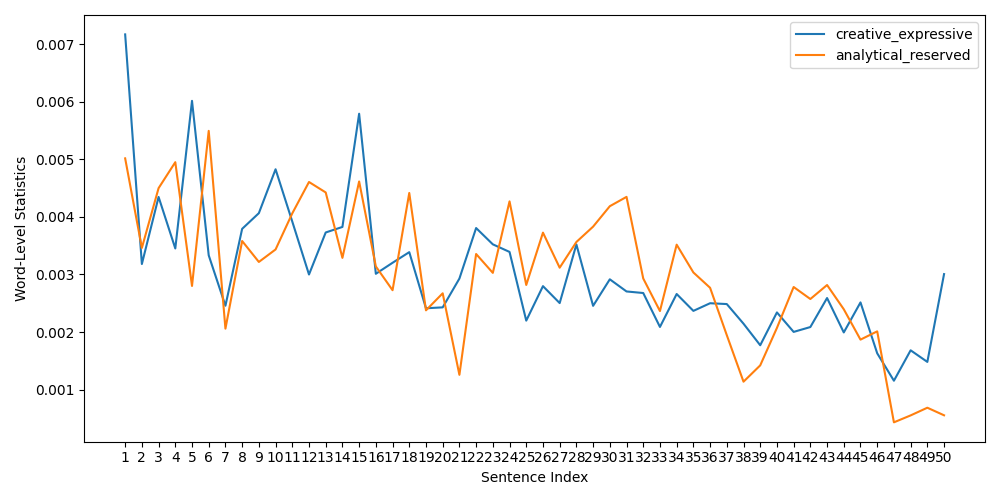 creative_expressive
analytical_reserved
0.007
0.006
0.005
0.004
0.003
0.002
0.001
Word-Level Statistics
1 2 3 4 5 6 7 8 9 10 11 12 13 14 15 16 17 18 19 20 21 22 23 24 25 26 27 28 29 30 31 32 33 34 35 36 37 38 39 40 41 42 43 44 45 46 47 48 49 50
Sentence Index